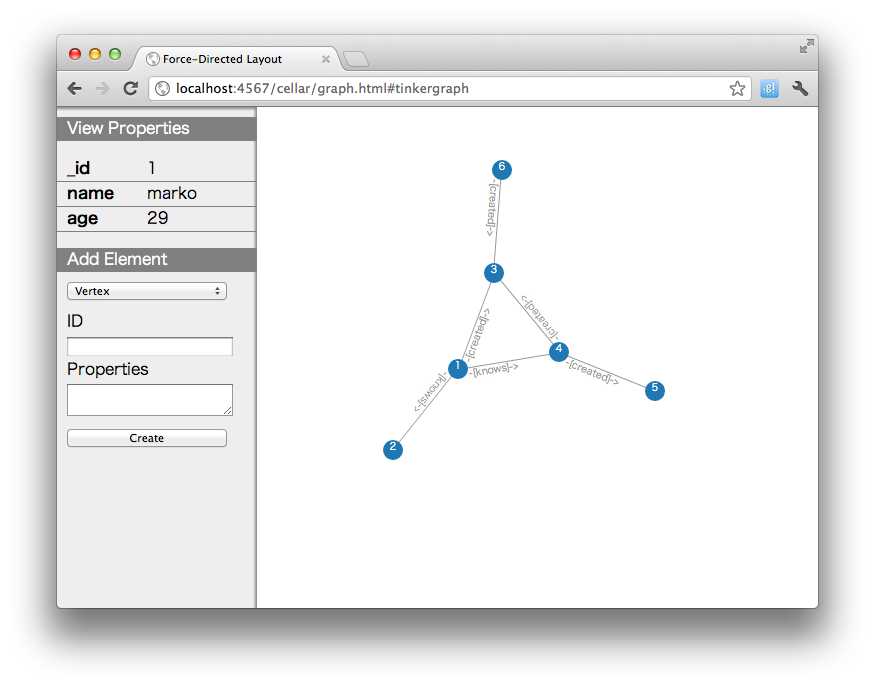 Force-Directed Layout
localhost:4567/cellar/graph.html#tinkergraph
g!
View Properties
_id 1
name marko
age 29
Add Element
Vertex
ID
Properties
Create
6
-[created]->
3
-[created]->
-[created]->
4
1
-[knows]->
-[created]->
5
-[knows]->
2